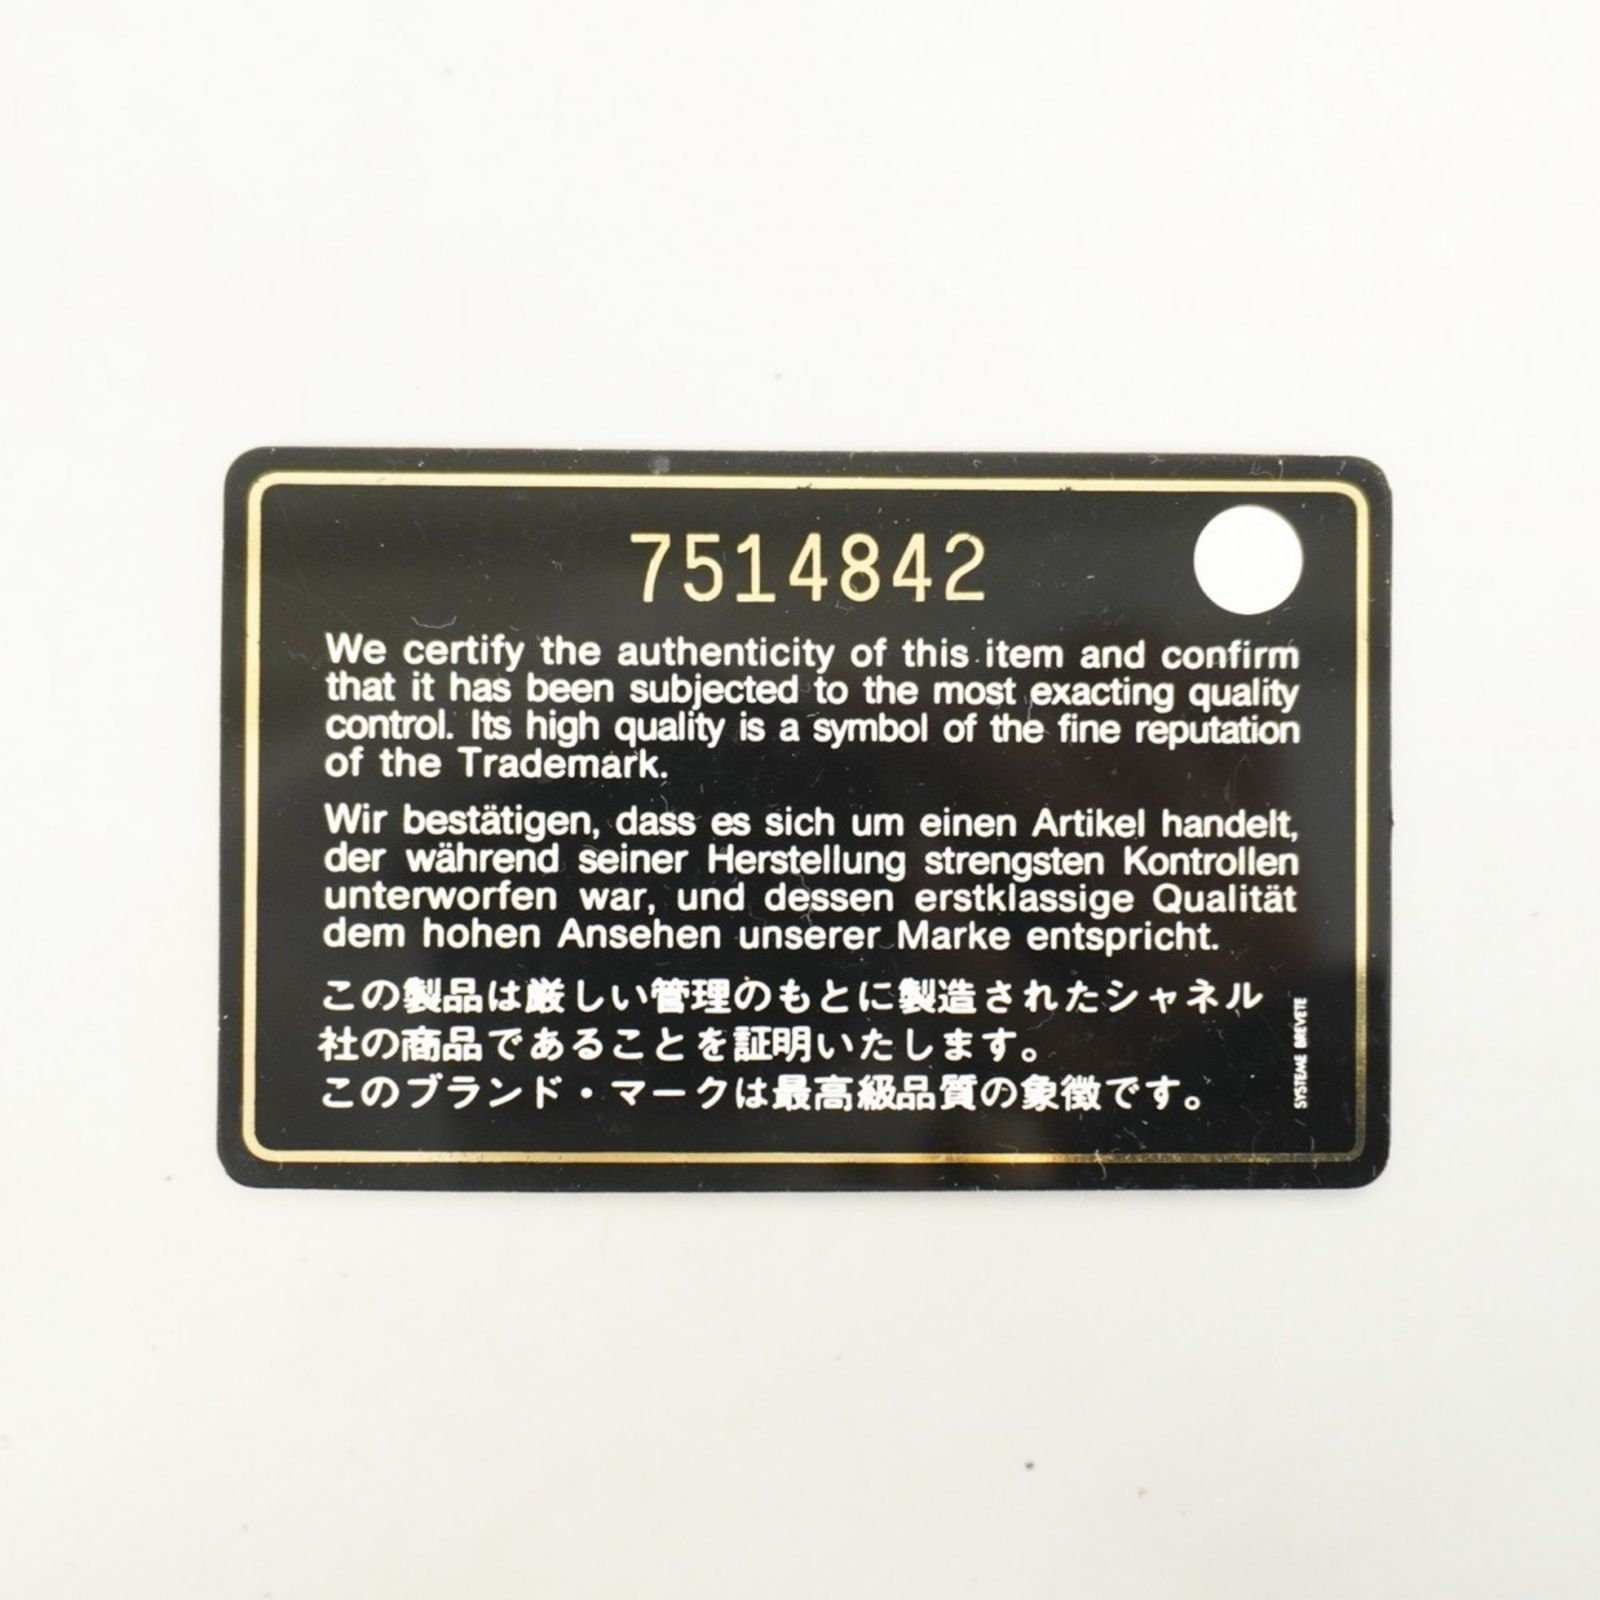 7514842
We certify the authenticity of this item and confirm
that it has been subjected to the most exacting quality
control. Its high quality is a symbol of the fine reputation
of the Trademark.
Wir bestätigen, dass es sich um einen Artikel handelt,
der während seiner Herstellung strengsten Kontrollen
unterworfen war, und dessen erstklassige Qualität
dem hohen Ansehen unserer Marke entspricht.
この製品は厳しい管理のもとに製造されたシャネル
社の商品であることを証明いたします。
このブランド・マークは最高級品質の象徴です。
SYSTEME BREVETE